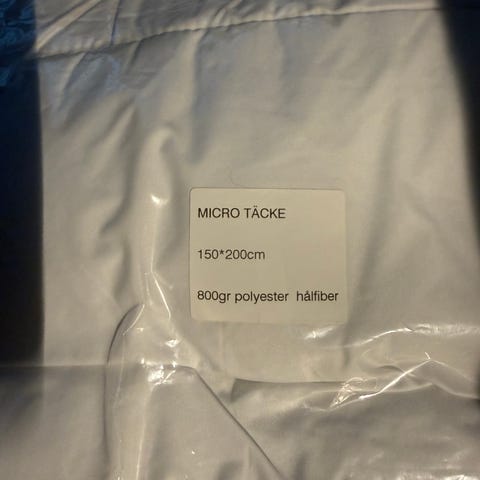 MICRO TÄCKE
150*200cm
800gr polyester hålfiber